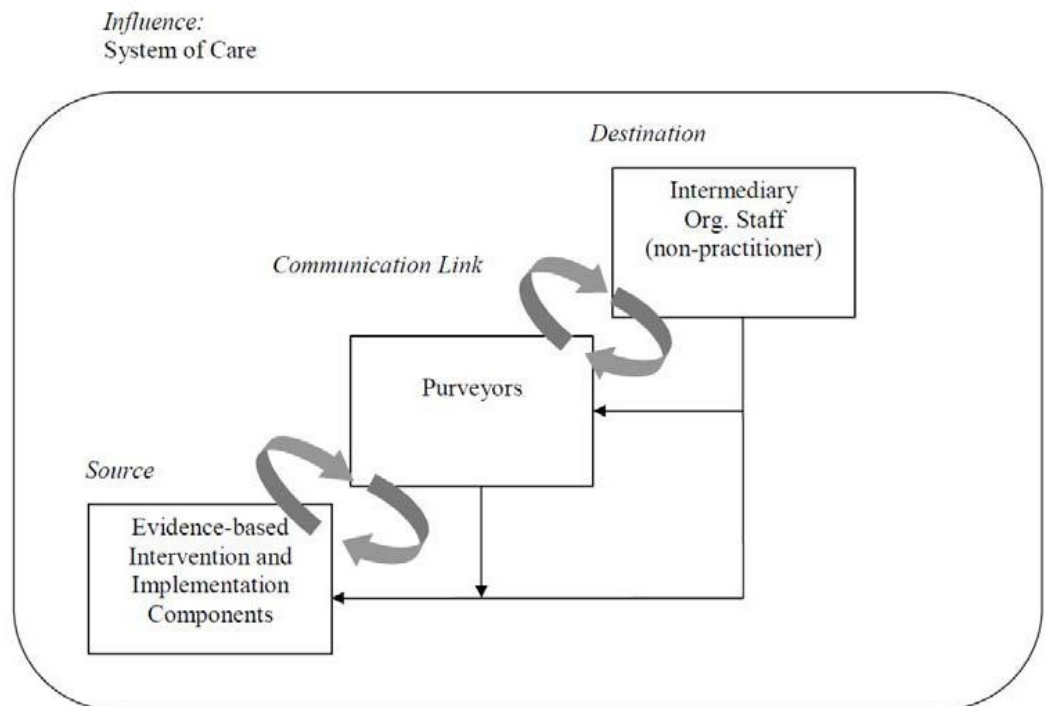 Influence:
System of Care
Destination
Intermediary
Org. Staff
(non-practitioner)
Communication Link
Purveyors
Source
Evidence-based
Intervention and
Implementation
Components